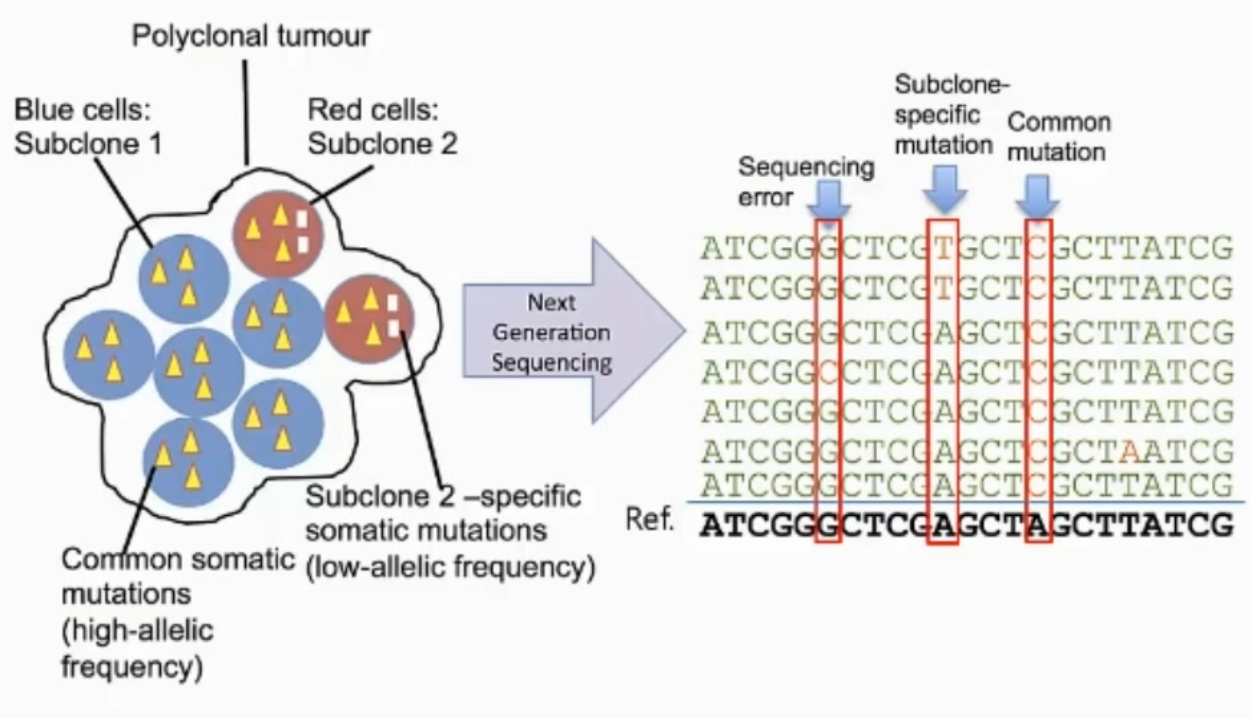 Polyclonal tumour
Blue cells:
Subclone 1
Red cells:
Subclone 2
Common somatic
mutations
(high-allelic
frequency)
Subclone 2 –specific
somatic mutations
(low-allelic frequency)
Next
Generation
Sequencing
Sequencing
error
Subclone-
specific
mutation
Common
mutation
ATCGGGCTCGTGCTCGCTTATCG
ATCGGGCTCGTGCTCGCTTATCG
ATCGGGCTCGAGCTCGCTTATCG
ATCGGCCTCGAGCTCGCTTATCG
ATCGGGCTCGAGCTCGCTTATCG
ATCGGGCTCGAGCTCGCTAATCG
ATCGGGCTCGAGCTCGCTTATCG
Ref. ATCGGGCTCGAGCTAGCTTATCG